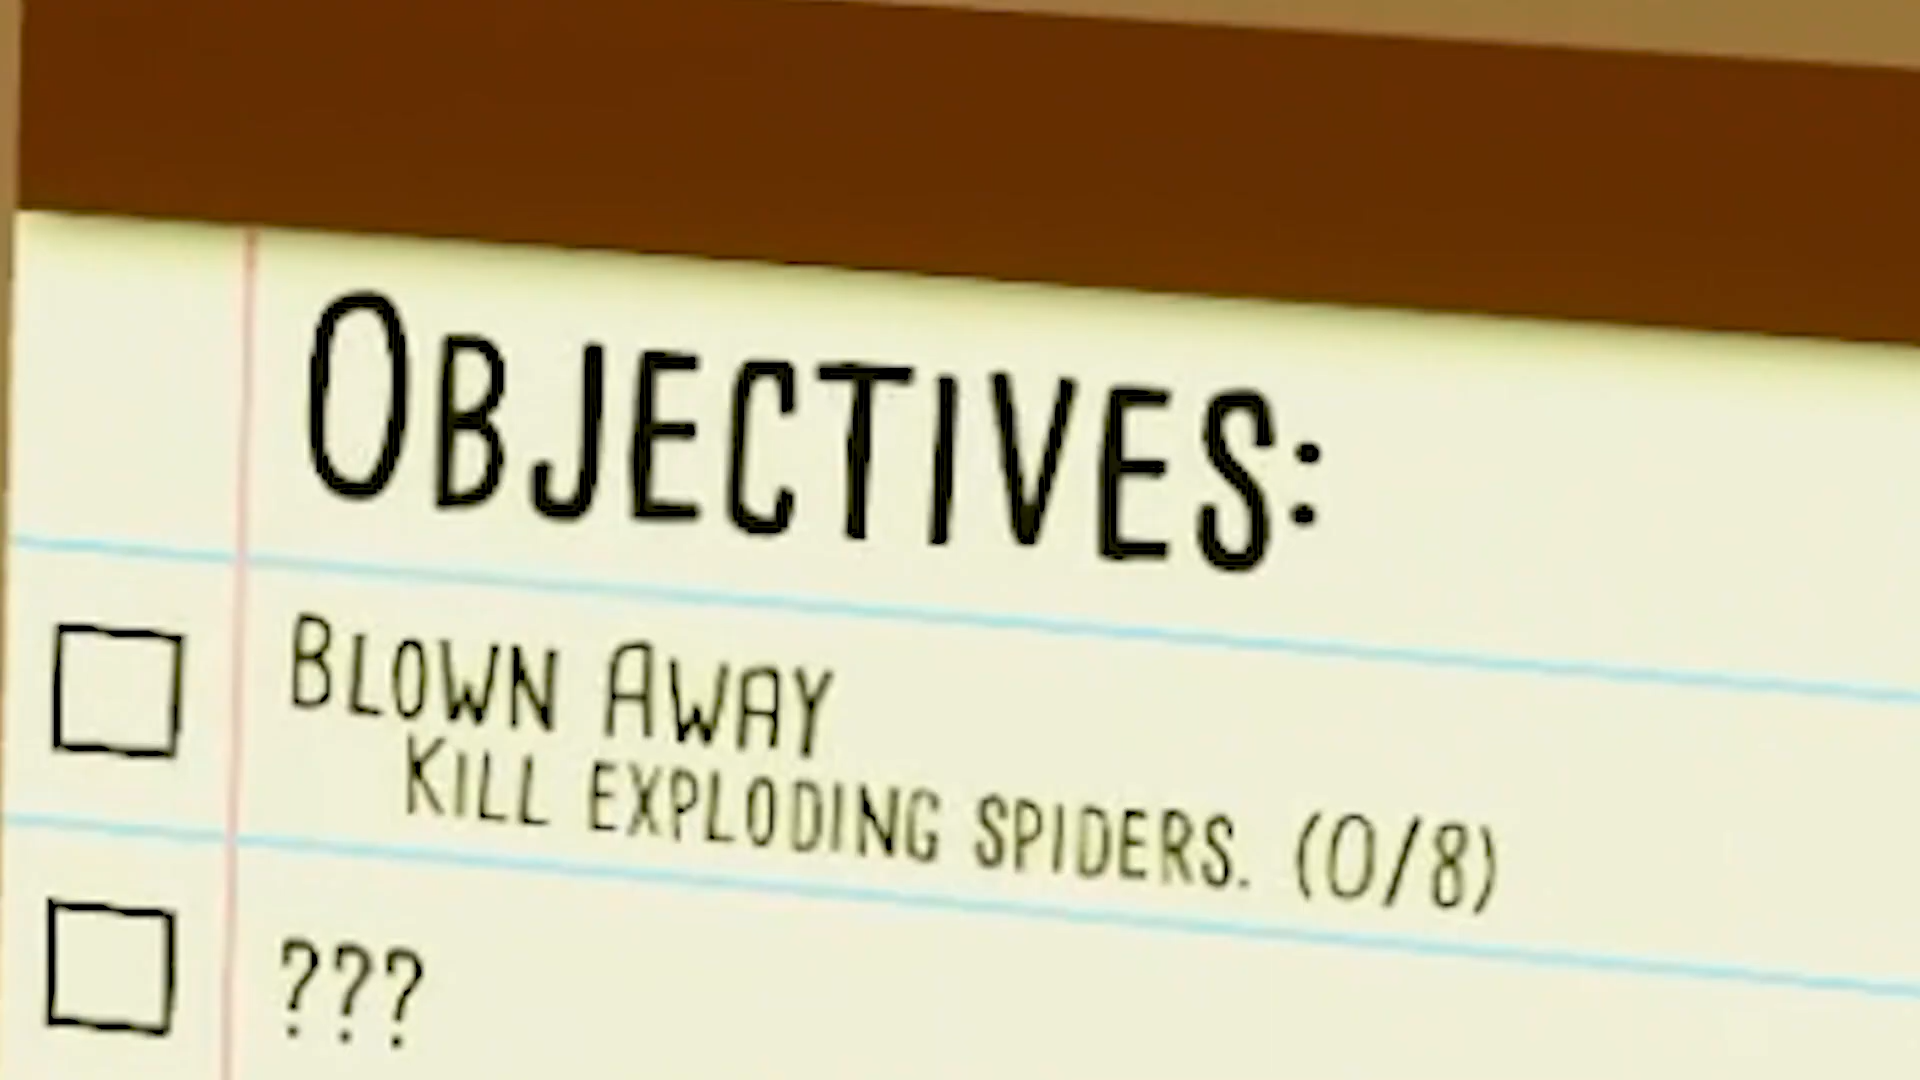 Objectives:
Blown Away
Kill exploding spiders. (0/8)
???